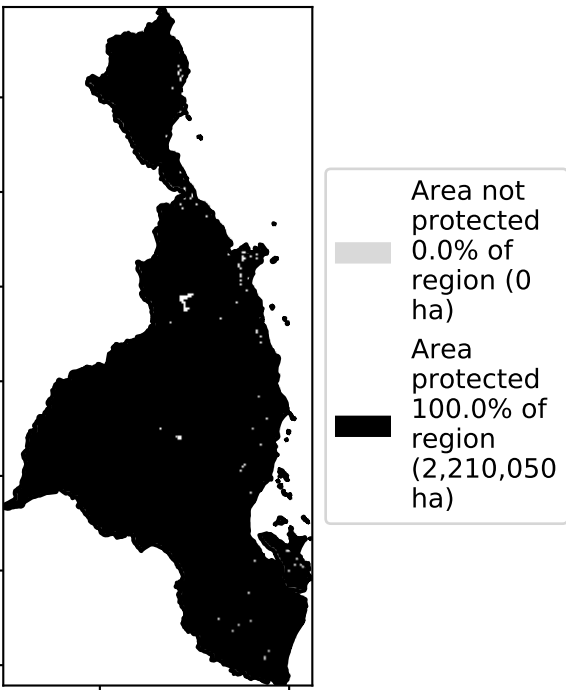 Area not
protected
0.0% of
region (0
ha)
Area
protected
100.0% of
region
(2,210,050
ha)